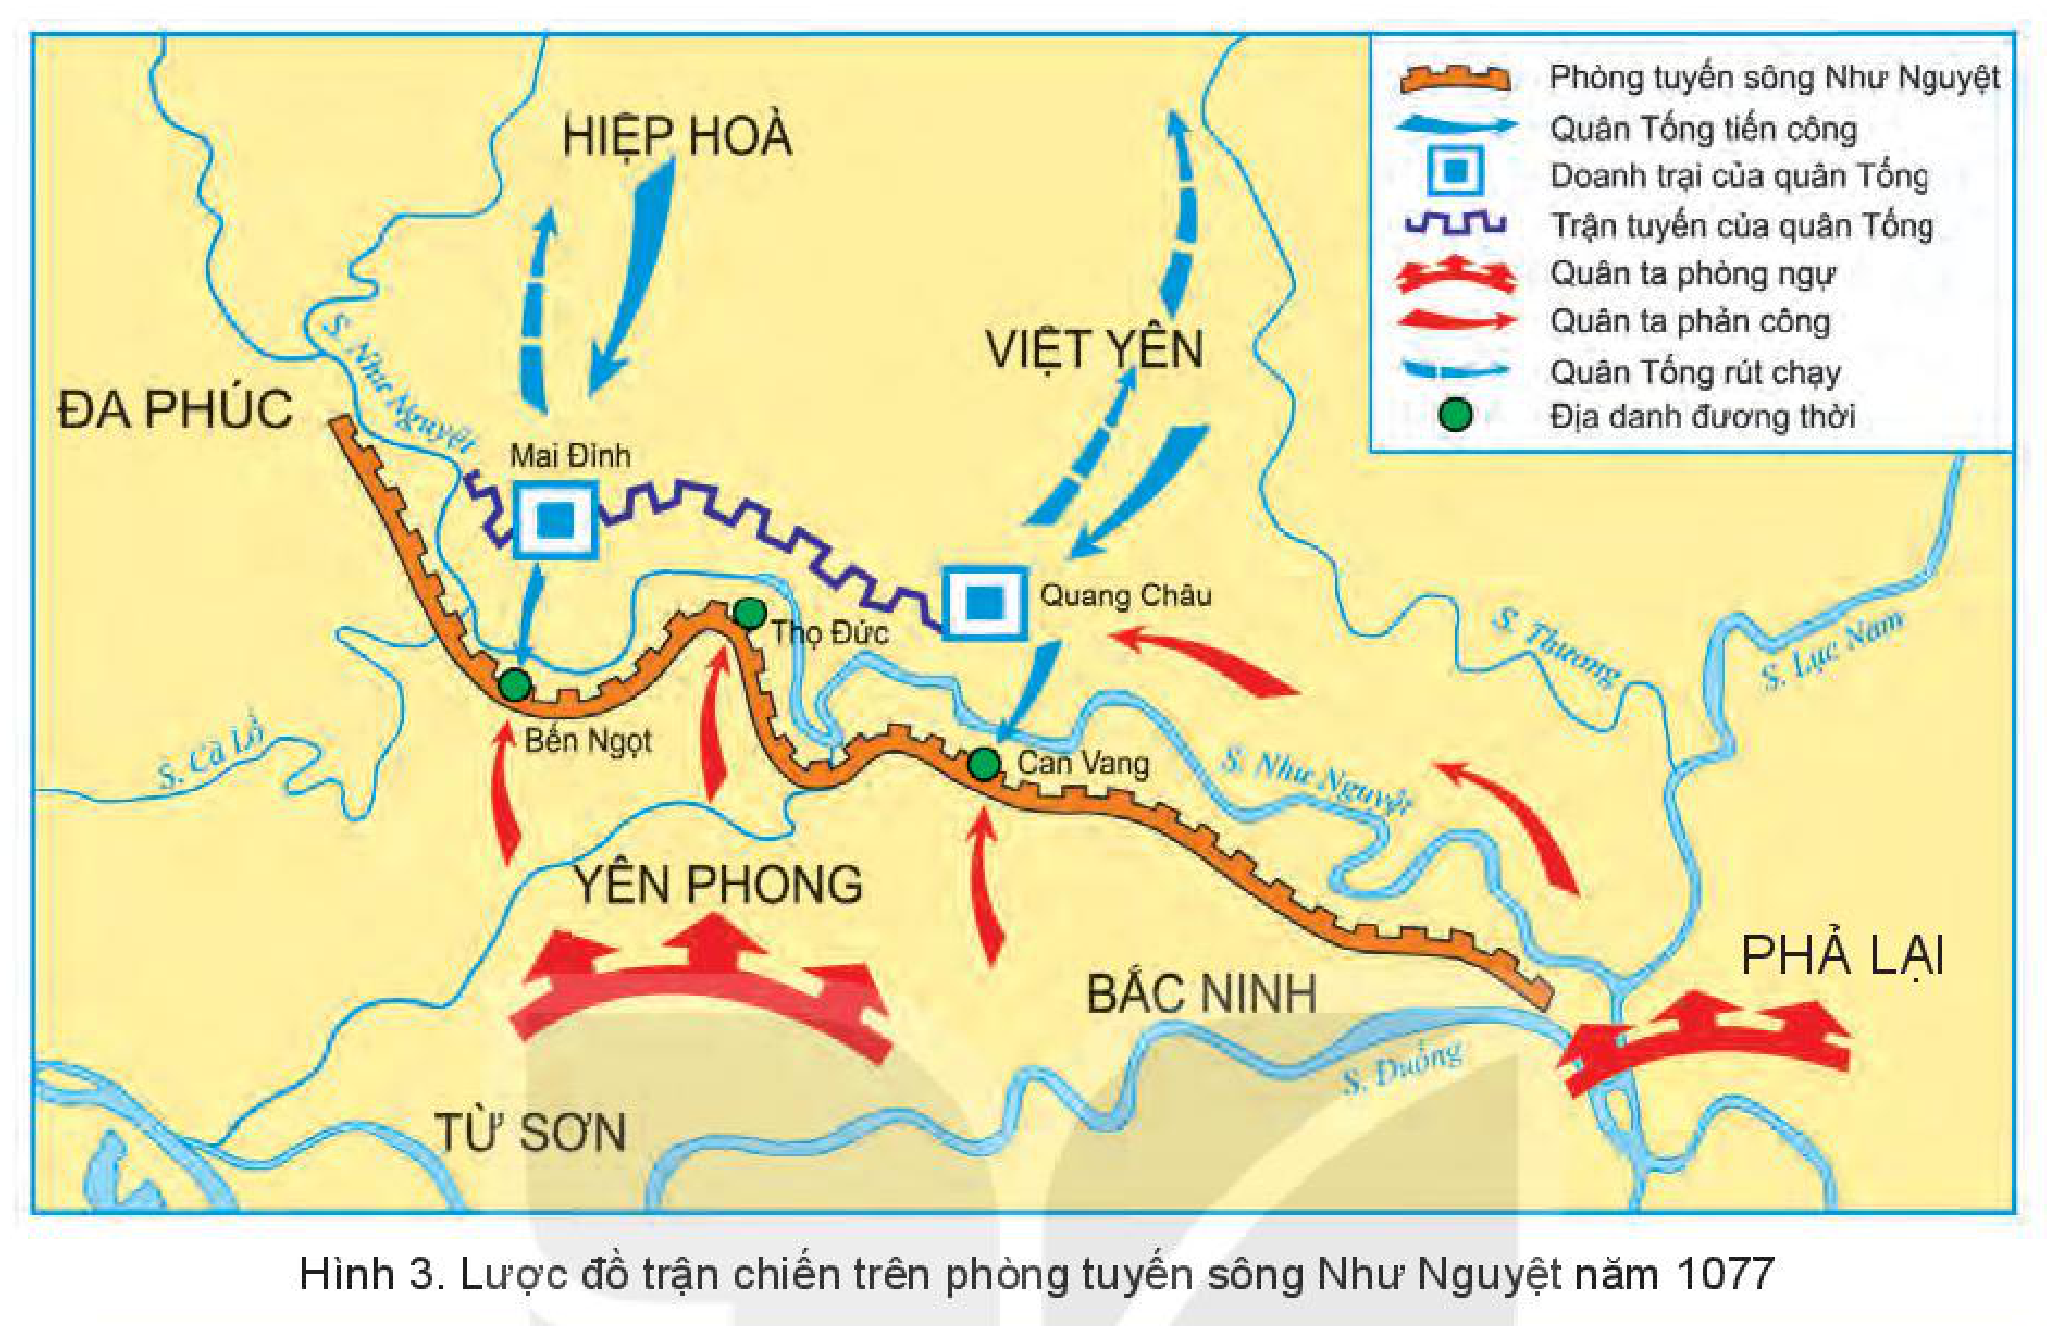 Phòng tuyến sông Như Nguyệt
Quân Tống tiến công
Doanh trại của quân Tống
Trận tuyến của quân Tống
Quân ta phòng ngự
Quân ta phản công
Quân Tống rút chạy
Địa danh đương thời
HIỆP HOÀ
VIỆT YÊN
S. Như Nguyệt
ĐA PHÚC
Mai Đình
Quang Châu
Thọ Đức
S. Thương
S. Lục Nam
S. Cà Lồ
Bến Ngọt
Can Vang
S. Như Nguyệt
YÊN PHONG
PHẢ LẠI
BẮC NINH
S. Đuống
TỪ SƠN
Hình 3. Lược đồ trận chiến trên phòng tuyến sông Như Nguyệt năm 1077